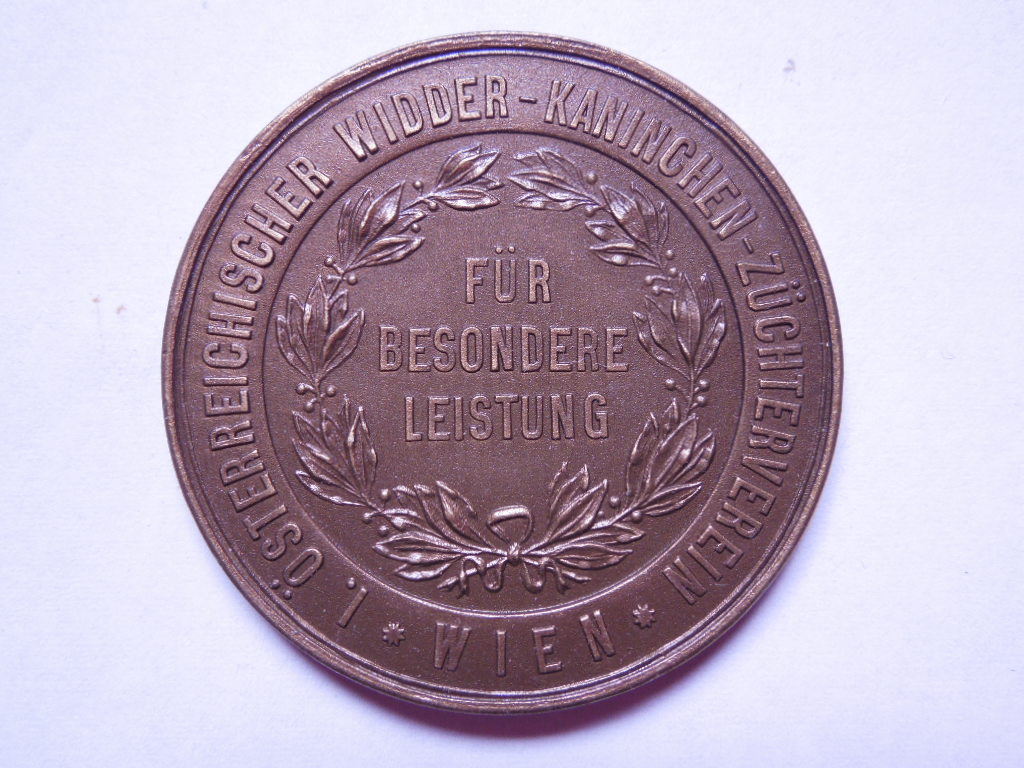 I. ÖSTERREICHISCHER WIDDER-KANINCHEN-ZÜCHTERVEREIN
* WIEN *
FÜR
BESONDERE
LEISTUNG